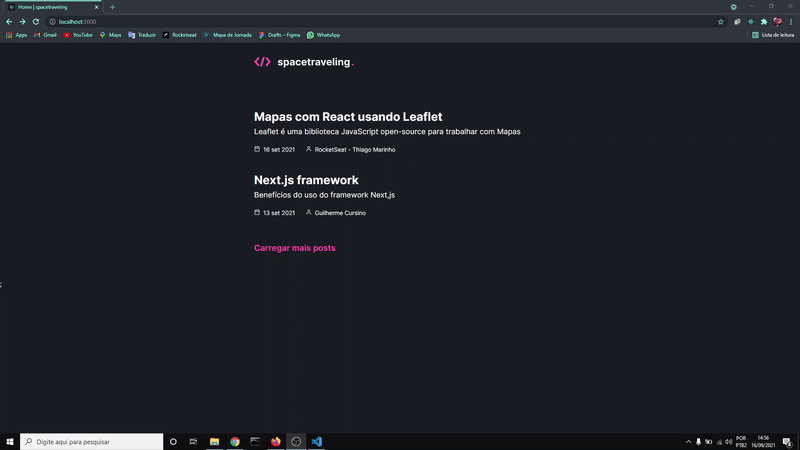 Home | spacetraveling
localhost:3000
Apps Gmail YouTube Maps Traduzir Rocketseat Mapa de Jornada Drafts – Figma WhatsApp Lista de leitura
</> spacetraveling.
Mapas com React usando Leaflet
Leaflet é uma biblioteca JavaScript open-source para trabalhar com Mapas
16 set 2021 RocketSeat - Thiago Marinho
Next.js framework
Benefícios do uso do framework Next.js
13 set 2021 Guilherme Cursino
Carregar mais posts
;
Digite aqui para pesquisar
POR 14:56
PTB2 16/09/2021